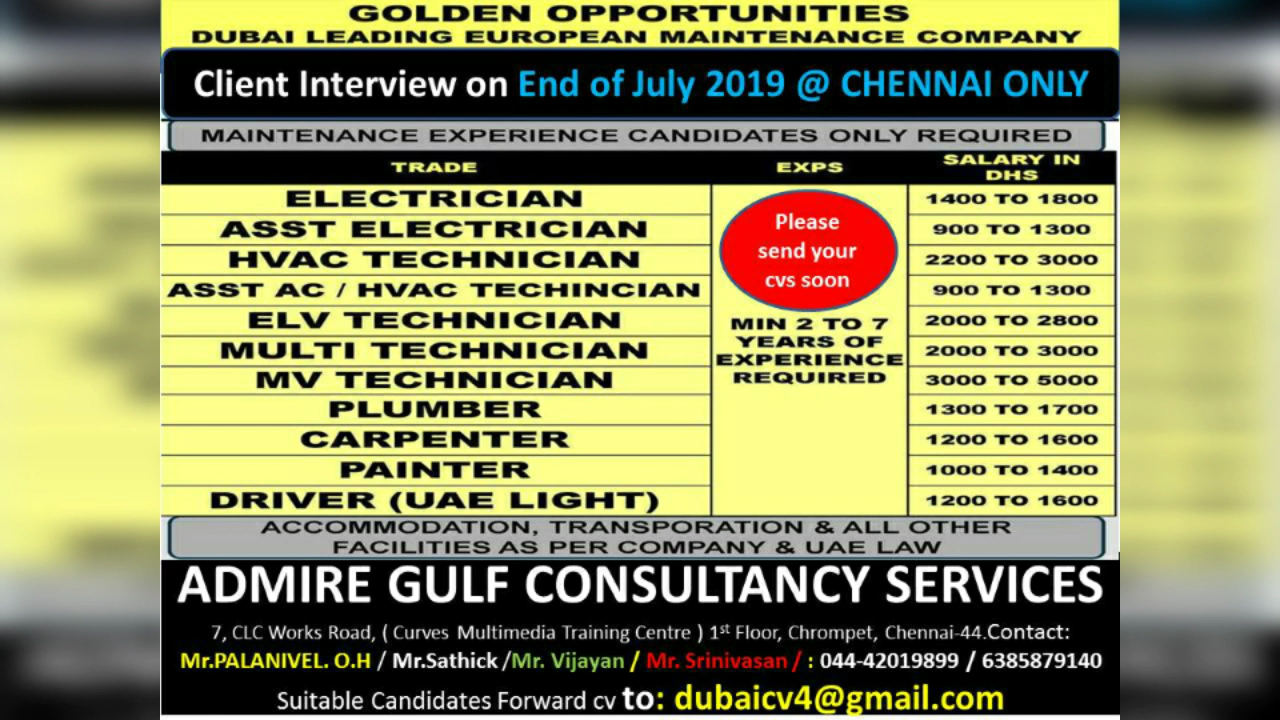 GOLDEN OPPORTUNITIES
DUBAI LEADING EUROPEAN MAINTENANCE COMPANY
Client Interview on End of July 2019 @ CHENNAI ONLY
MAINTENANCE EXPERIENCE CANDIDATES ONLY REQUIRED
TRADE EXPS SALARY IN DHS
ELECTRICIAN 1400 TO 1800
ASST ELECTRICIAN 900 TO 1300
HVAC TECHNICIAN 2200 TO 3000
ASST AC / HVAC TECHINCIAN 900 TO 1300
ELV TECHNICIAN 2000 TO 2800
MULTI TECHNICIAN 2000 TO 3000
MV TECHNICIAN 3000 TO 5000
PLUMBER 1300 TO 1700
CARPENTER 1200 TO 1600
PAINTER 1000 TO 1400
DRIVER (UAE LIGHT) 1200 TO 1600
Please
send your
cvs soon
MIN 2 TO 7
YEARS OF
EXPERIENCE
REQUIRED
ACCOMMODATION, TRANSPORATION & ALL OTHER
FACILITIES AS PER COMPANY & UAE LAW
ADMIRE GULF CONSULTANCY SERVICES
7, CLC Works Road, ( Curves Multimedia Training Centre ) 1st Floor, Chrompet, Chennai-44.Contact:
Mr.PALANIVEL. O.H / Mr.Sathick /Mr. Vijayan / Mr. Srinivasan / : 044-42019899 / 6385879140
Suitable Candidates Forward cv to: dubaicv4@gmail.com